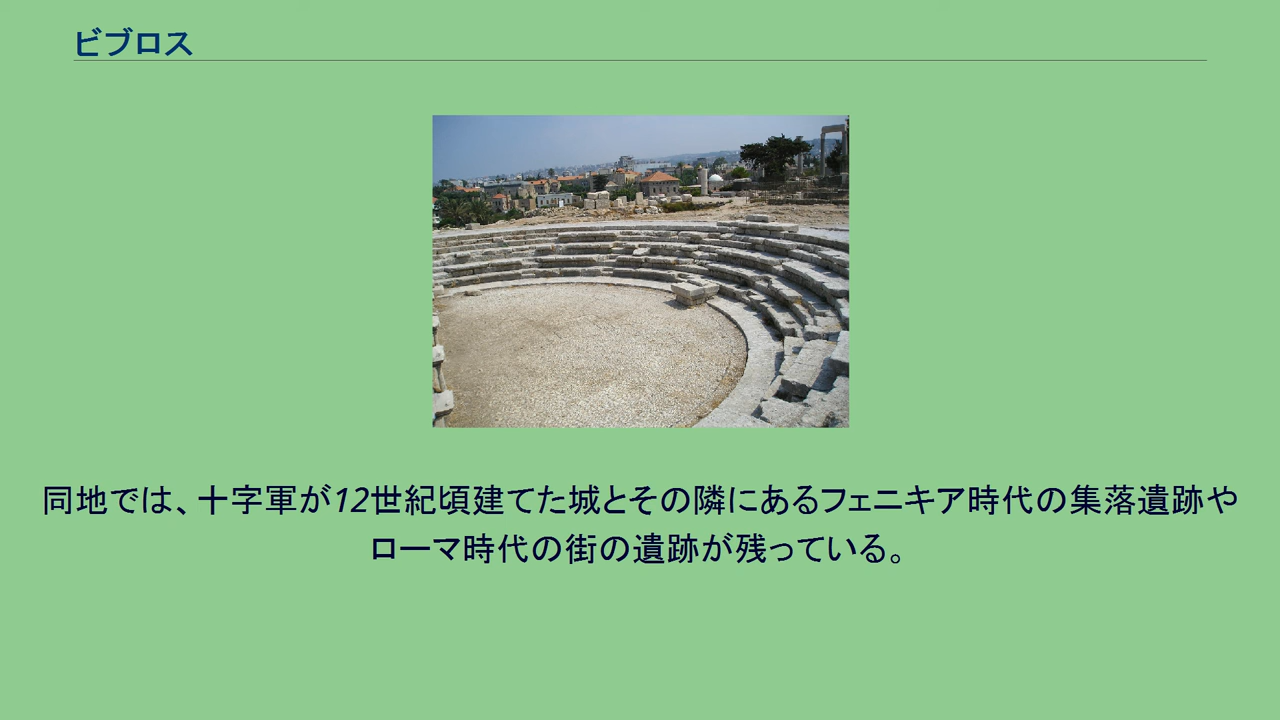 ビブロス
同地では、十字軍が12世紀頃建てた城とその隣にあるフェニキア時代の集落遺跡や
ローマ時代の街の遺跡が残っている。